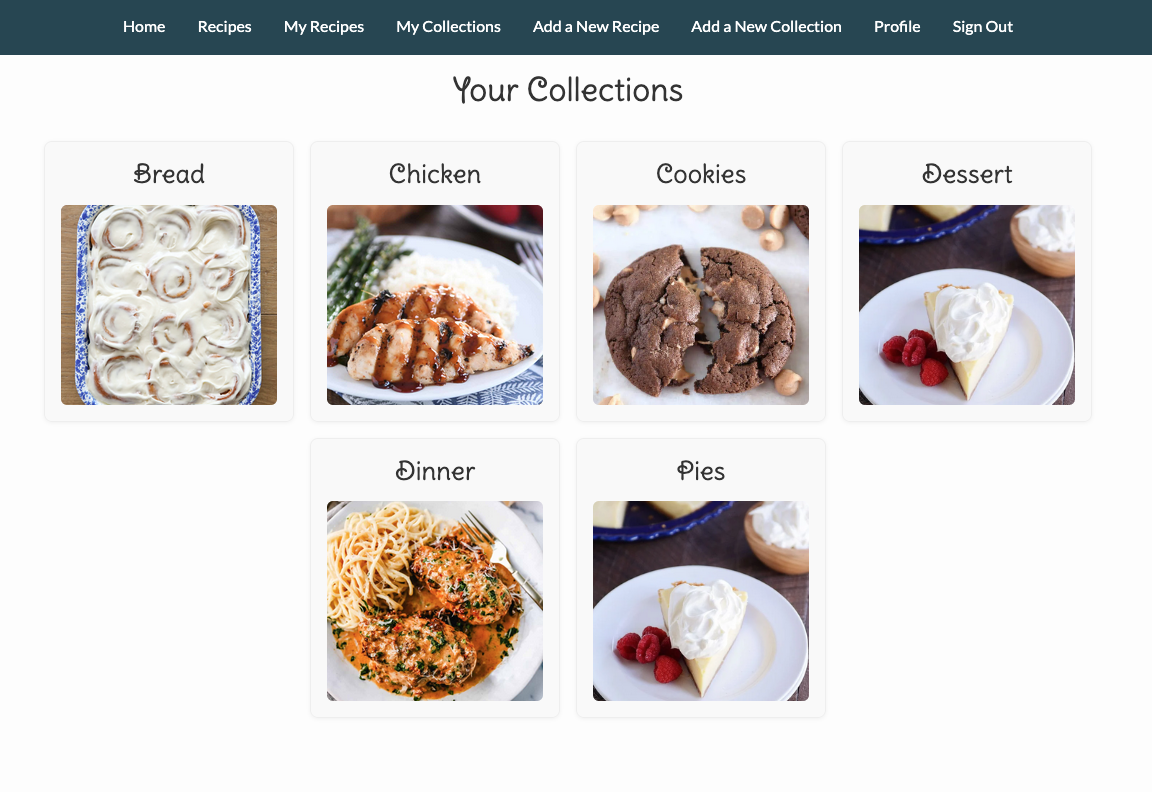 Home Recipes My Recipes My Collections Add a New Recipe Add a New Collection Profile Sign Out
Your Collections
Bread Chicken Cookies Dessert
Dinner Pies